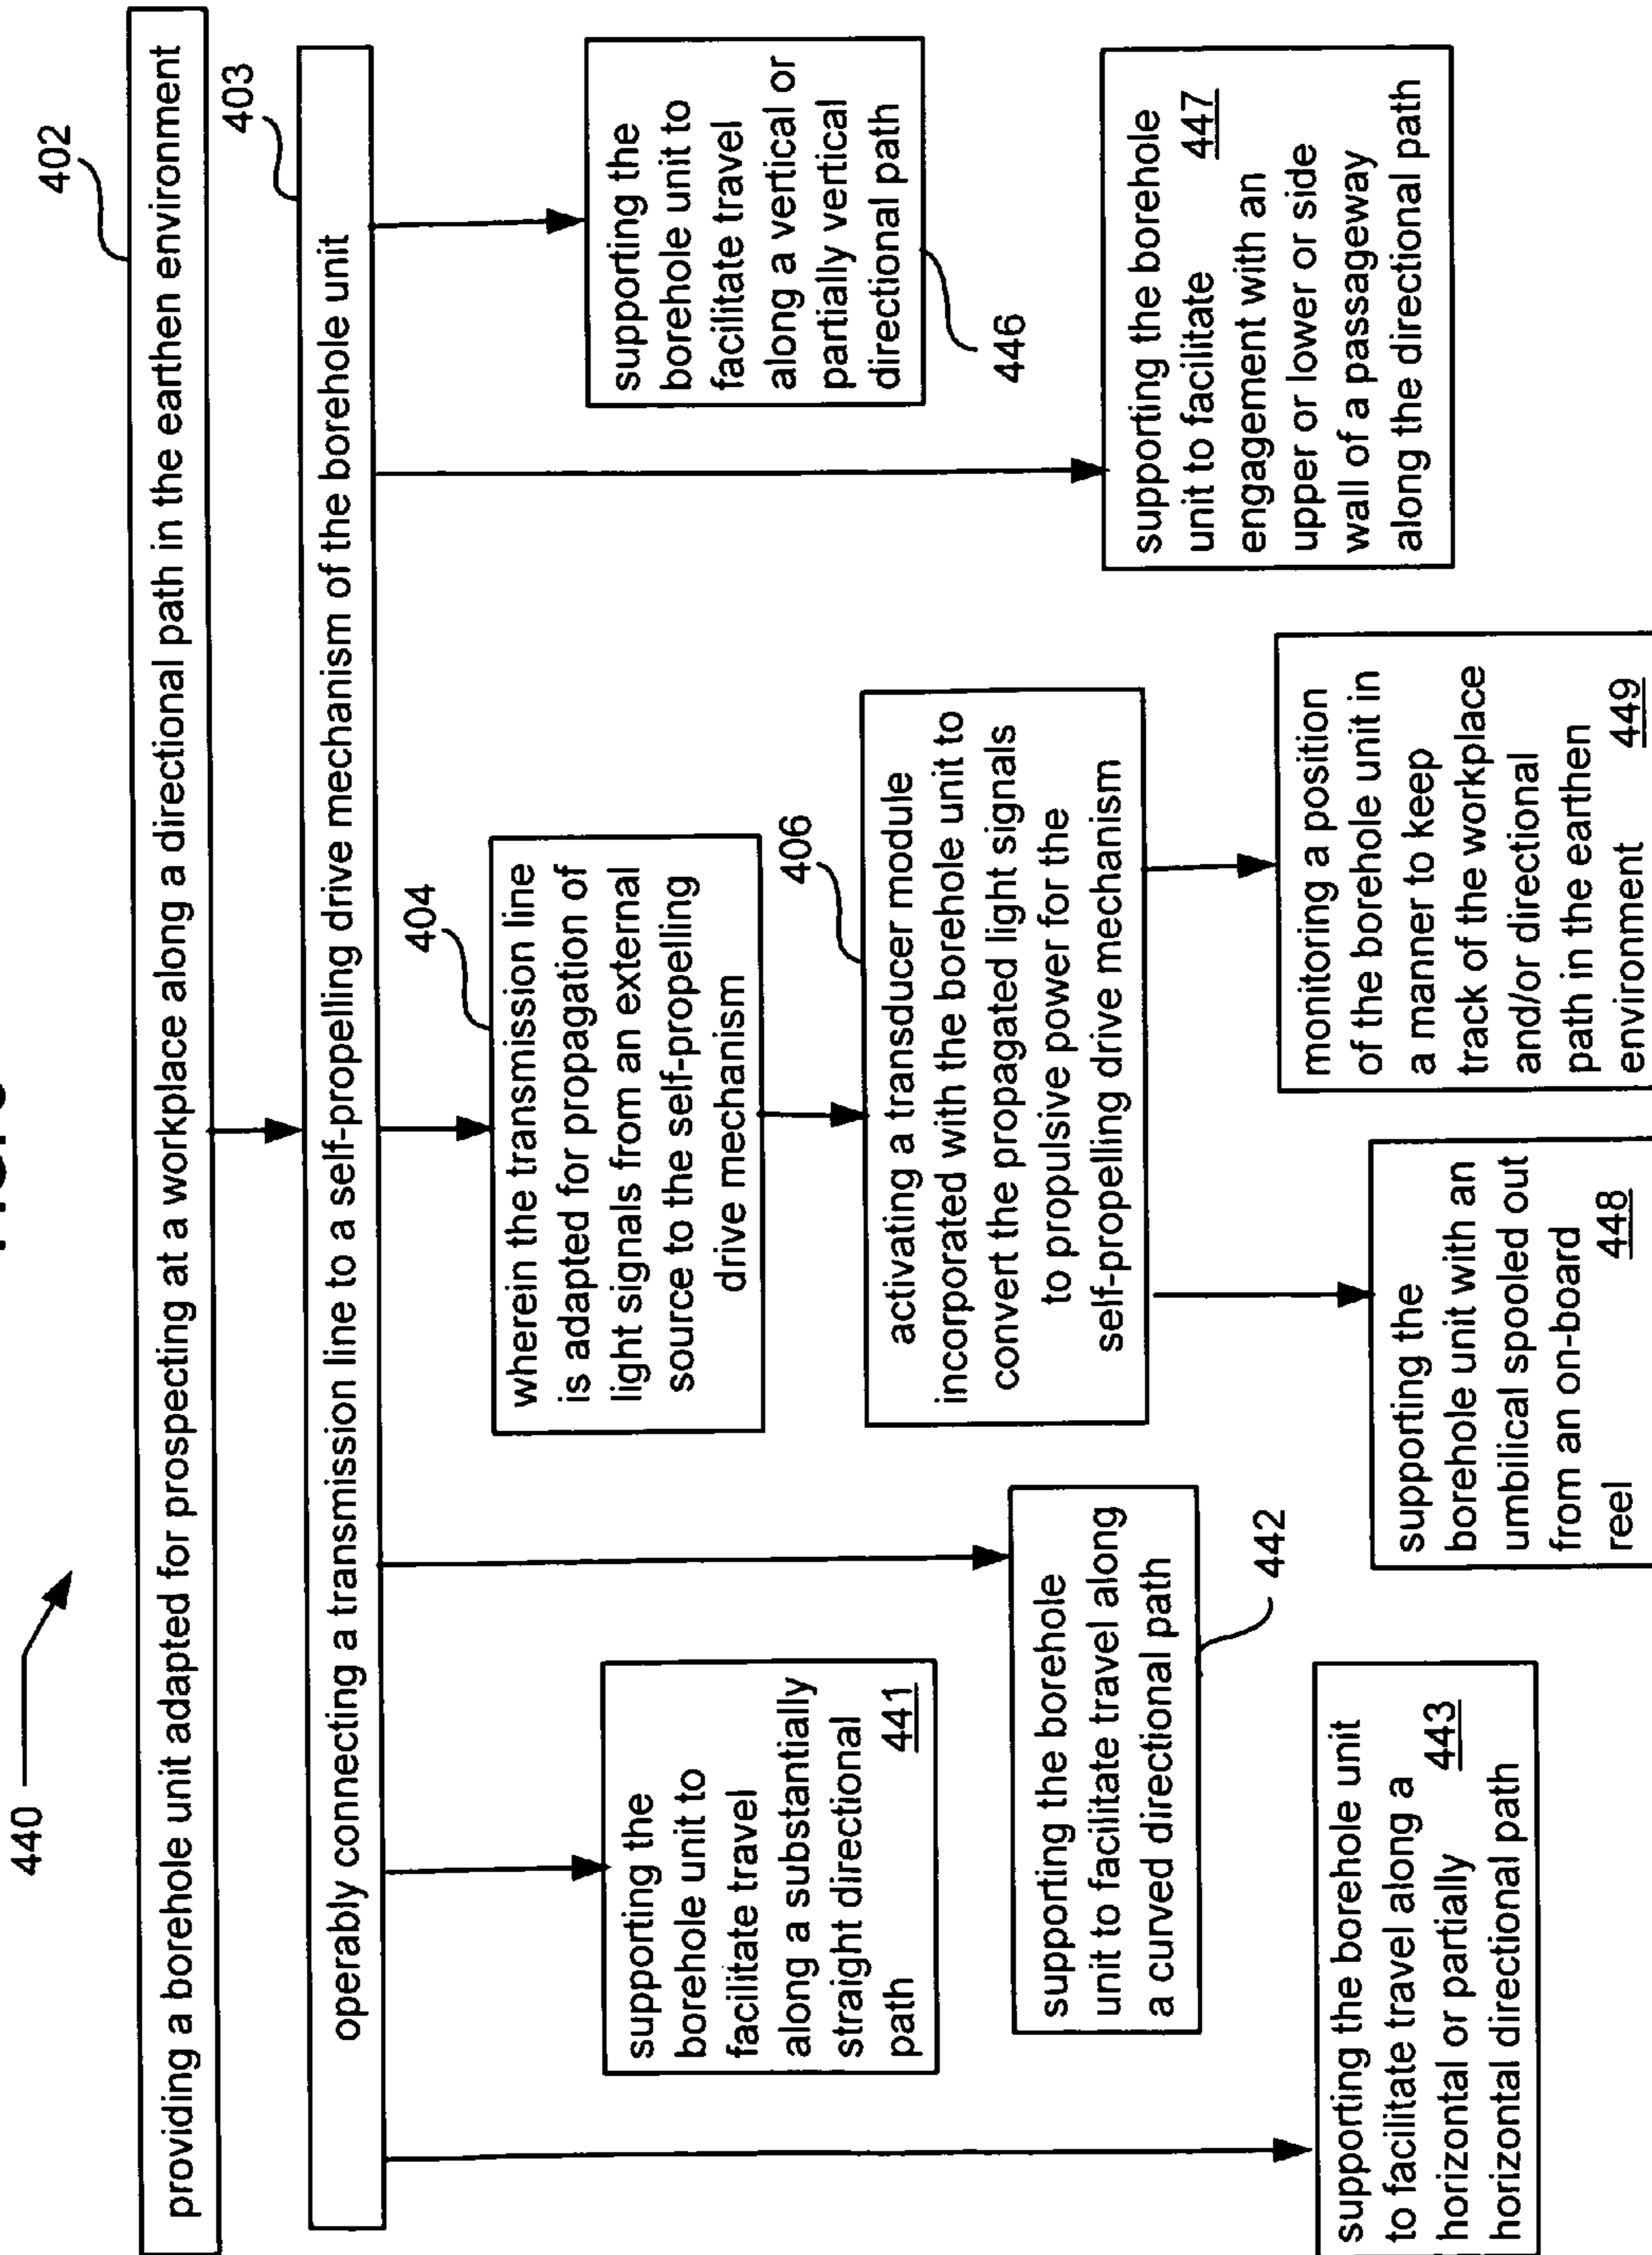 440
402
providing a borehole unit adapted for prospecting at a workplace along a directional path in the earthen environment
403
operably connecting a transmission line to a self-propelling drive mechanism of the borehole unit
404
wherein the transmission line
is adapted for propagation of
light signals from an external
source to the self-propelling
drive mechanism
supporting the
borehole unit to
facilitate travel
along a vertical or
partially vertical
directional path
446
supporting the
borehole unit to
facilitate travel
along a substantially
straight directional
path 441
406
activating a transducer module
incorporated with the borehole unit to
convert the propagated light signals
to propulsive power for the
self-propelling drive mechanism
supporting the borehole
unit to facilitate travel along
a curved directional path
442
supporting the borehole
unit to facilitate 447
engagement with an
upper or lower or side
wall of a passageway
along the directional path
supporting the borehole unit
to facilitate travel along a
horizontal or partially 443
horizontal directional path
supporting the
borehole unit with an
umbilical spooled out
from an on-board
reel 448
monitoring a position
of the borehole unit in
a manner to keep
track of the workplace
and/or directional
path in the earthen
environment 449